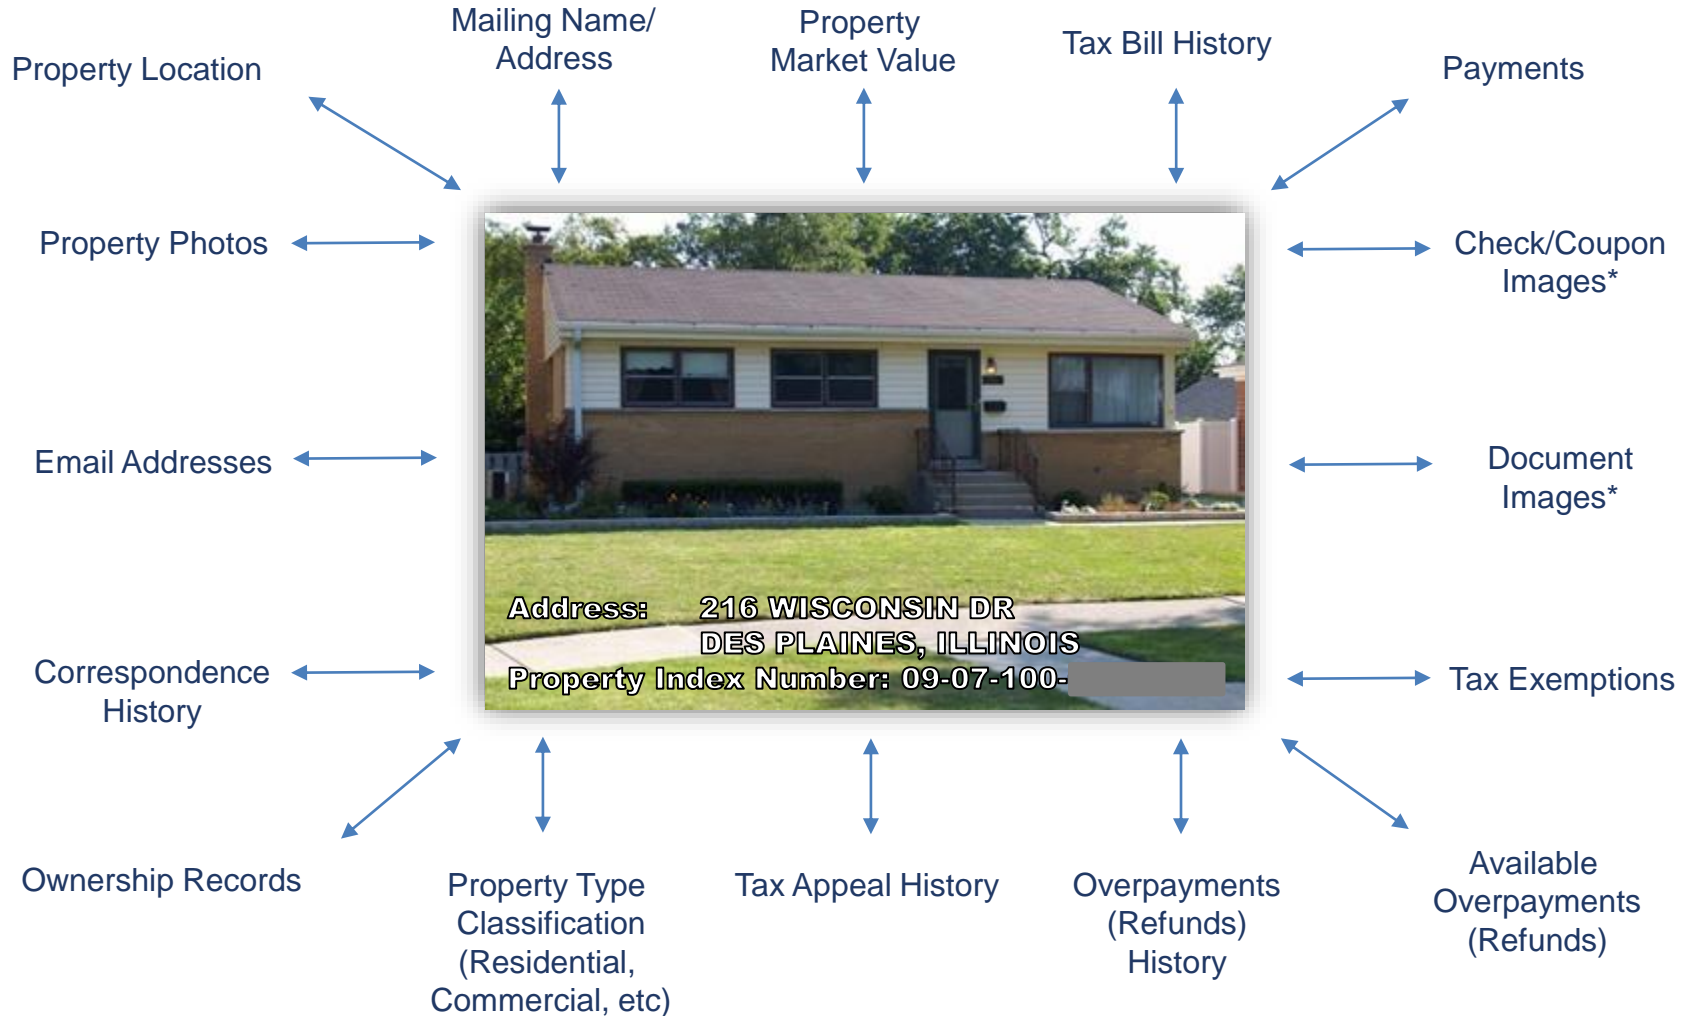 Mailing Name/
Address
Property
Market Value
Tax Bill History
Property Location
Payments
Property Photos
Check/Coupon
Images*
Email Addresses
Document
Images*
Address: 216 WISCONSIN DR
DES PLAINES, ILLINOIS
Property Index Number: 09-07-100-
Correspondence
History
Tax Exemptions
Ownership Records
Property Type
Classification
(Residential,
Commercial, etc)
Tax Appeal History
Overpayments
(Refunds)
History
Available
Overpayments
(Refunds)